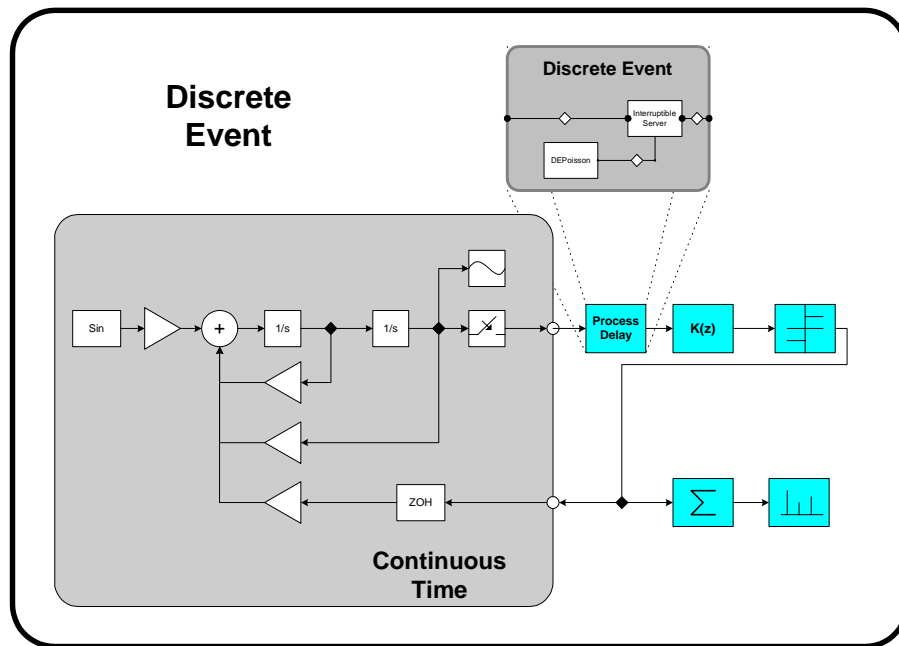 Discrete
Event
Discrete Event
Interruptible
Server
DEPoisson
Sin
+
1/s
1/s
Process
Delay
K(z)
ZOH
Σ
Continuous
Time